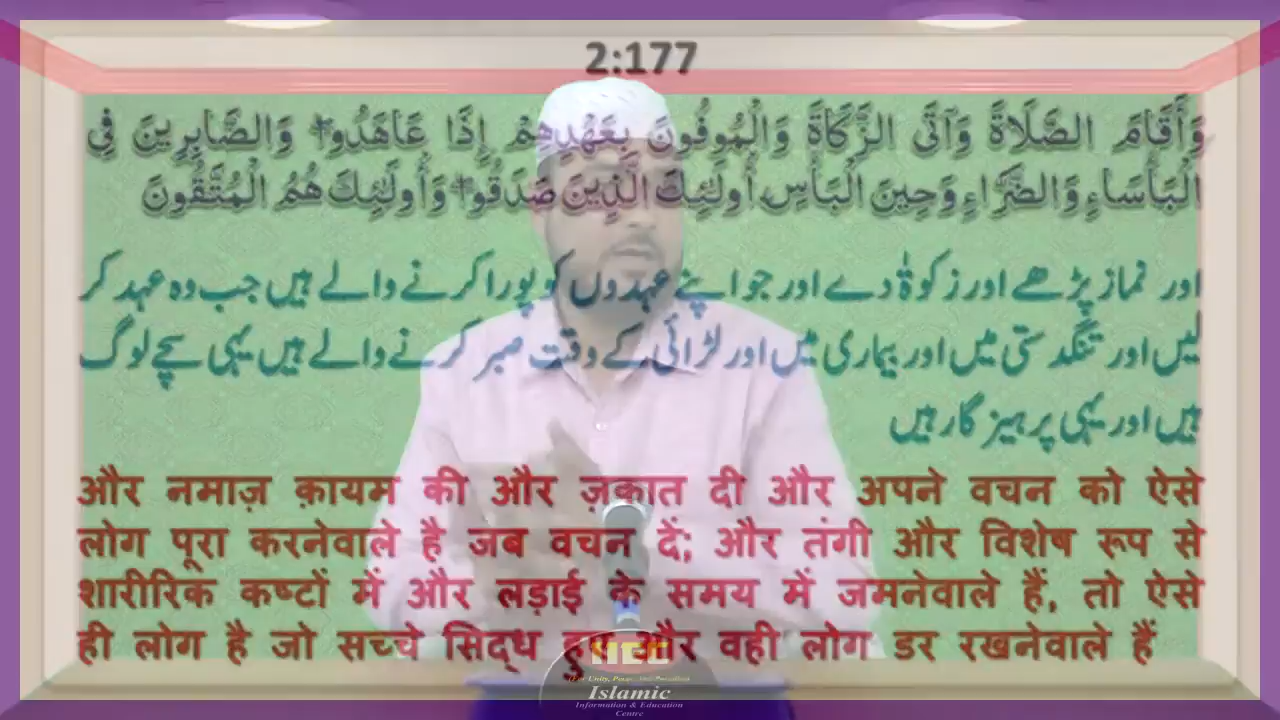 2:177
وَأَقَامَ الصَّلَاةَ وَآتَى الزَّكَاةَ وَالْمُوفُونَ بِعَهْدِهِمْ إِذَا عَاهَدُوا ۖ وَالصَّابِرِينَ فِي
الْبَأْسَاءِ وَالضَّرَّاءِ وَحِينَ الْبَأْسِ أُولَٰئِكَ الَّذِينَ صَدَقُوا ۖ وَأُولَٰئِكَ هُمُ الْمُتَّقُونَ
اور نماز پڑھے اور زکوٰۃ دے اور جو اپنے عہدوں کو پورا کرنے والے ہیں جب وہ عہد کر
لیں اور تنگدستی میں اور بیماری میں اور لڑائی کے وقت صبر کرنے والے ہیں یہی سچے لوگ
ہیں اور یہی پرہیز گار ہیں
और नमाज़ क़ायम की और ज़कात दी और अपने वचन को ऐसे
लोग पूरा करनेवाले है जब वचन दें; और तंगी और विशेष रूप से
शारीरिक कष्टों में और लड़ाई के समय में जमनेवाले हैं, तो ऐसे
ही लोग है जो सच्चे सिद्ध हुए और वही लोग डर रखनेवाले हैं
IIEC
Islamic
Information & Education
Centre